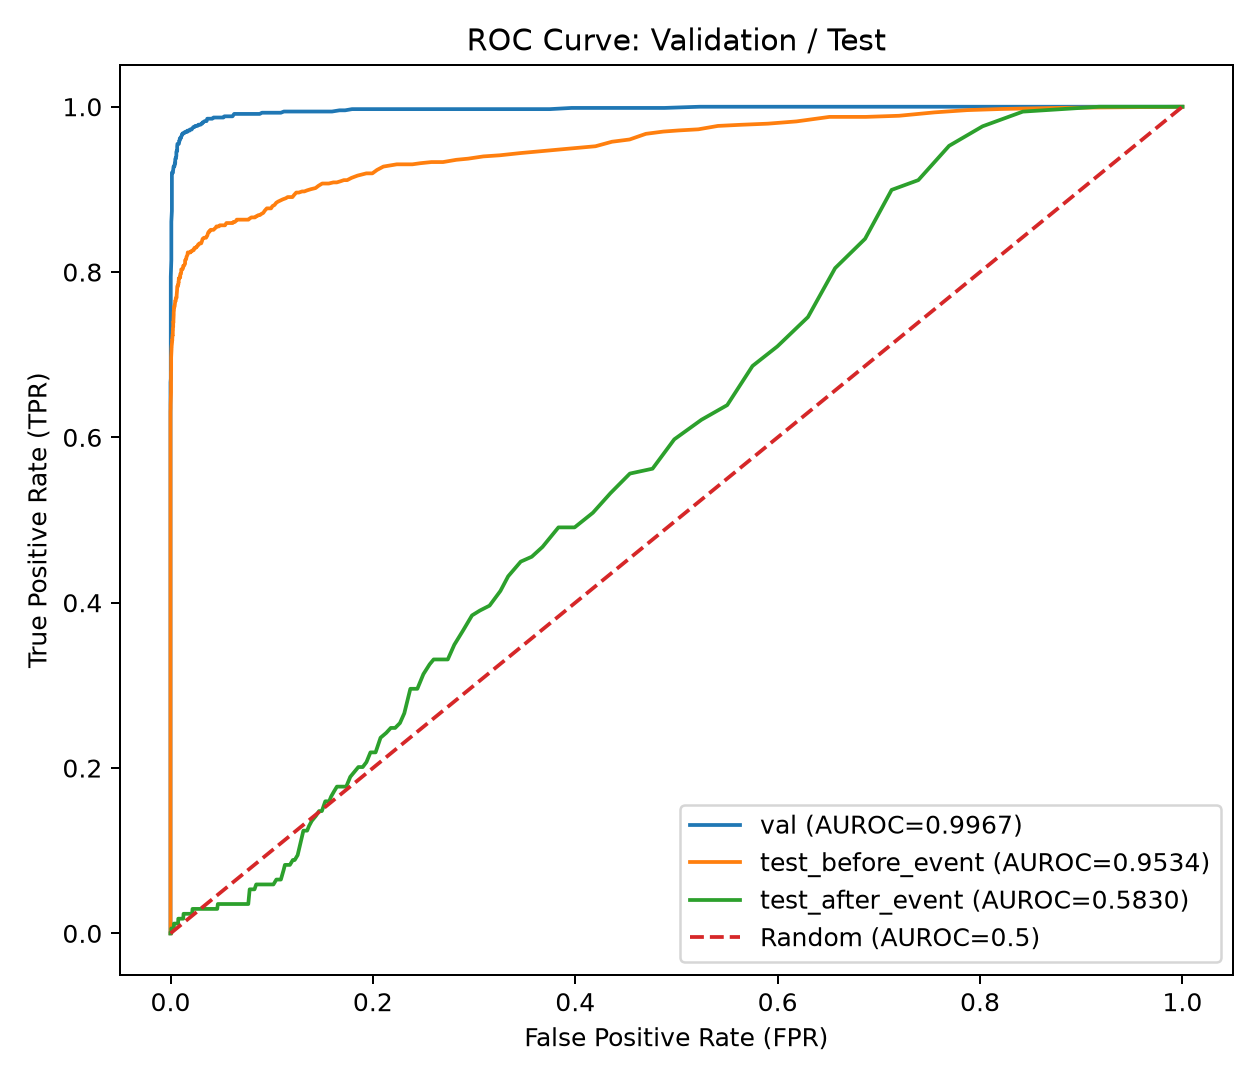 ROC Curve: Validation / Test
True Positive Rate (TPR)
1.0
0.8
0.6
0.4
0.2
0.0
0.0 0.2 0.4 0.6 0.8 1.0
False Positive Rate (FPR)
val (AUROC=0.9967)
test_before_event (AUROC=0.9534)
test_after_event (AUROC=0.5830)
Random (AUROC=0.5)